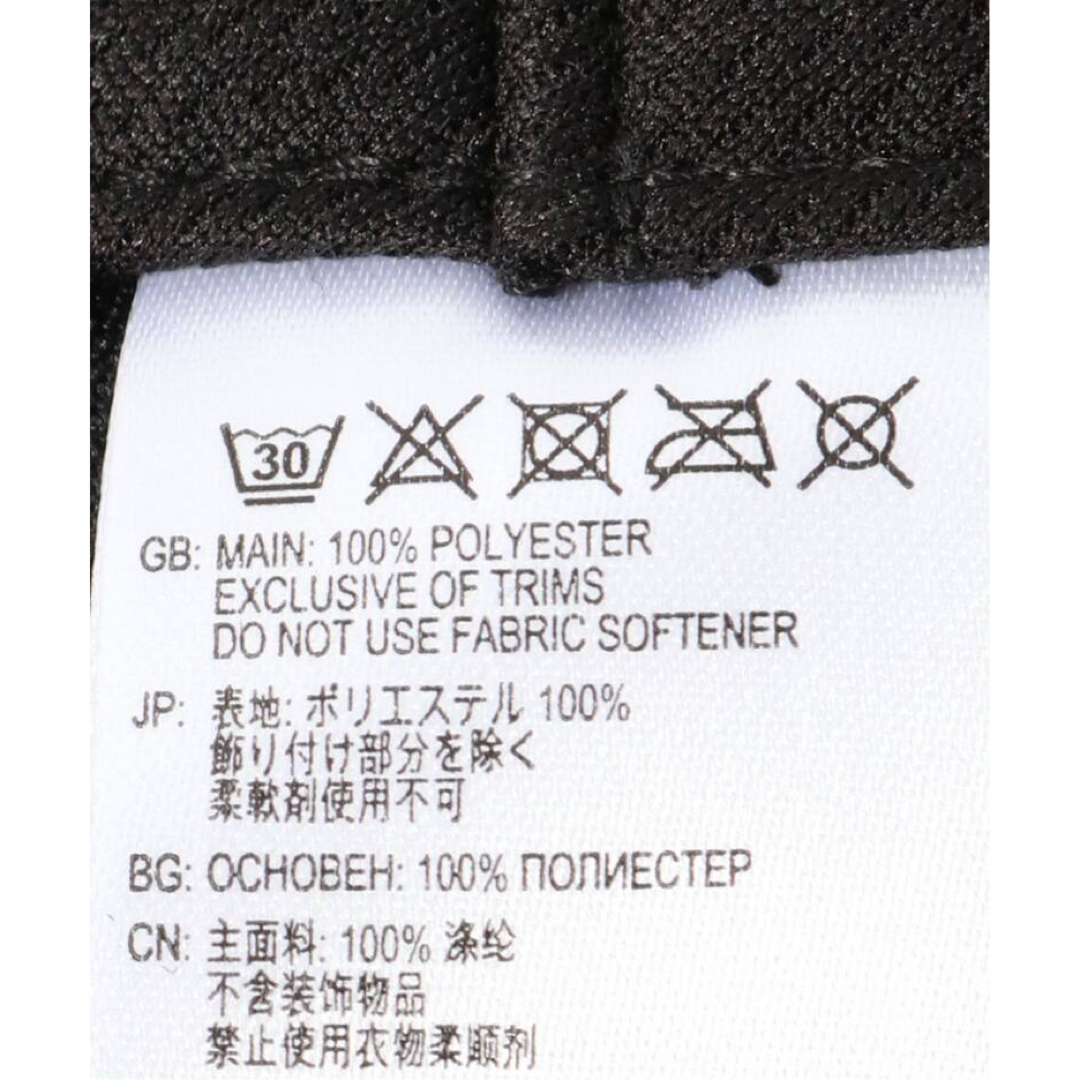 30
GB: MAIN: 100% POLYESTER
EXCLUSIVE OF TRIMS
DO NOT USE FABRIC SOFTENER
JP: 表地: ポリエステル 100%
飾り付け部分を除く
柔軟剤使用不可
BG: ОСНОВЕН: 100% ПОЛИЕСТЕР
CN: 主面料: 100% 涤纶
不含装饰物品
禁止使用衣物柔顺剂